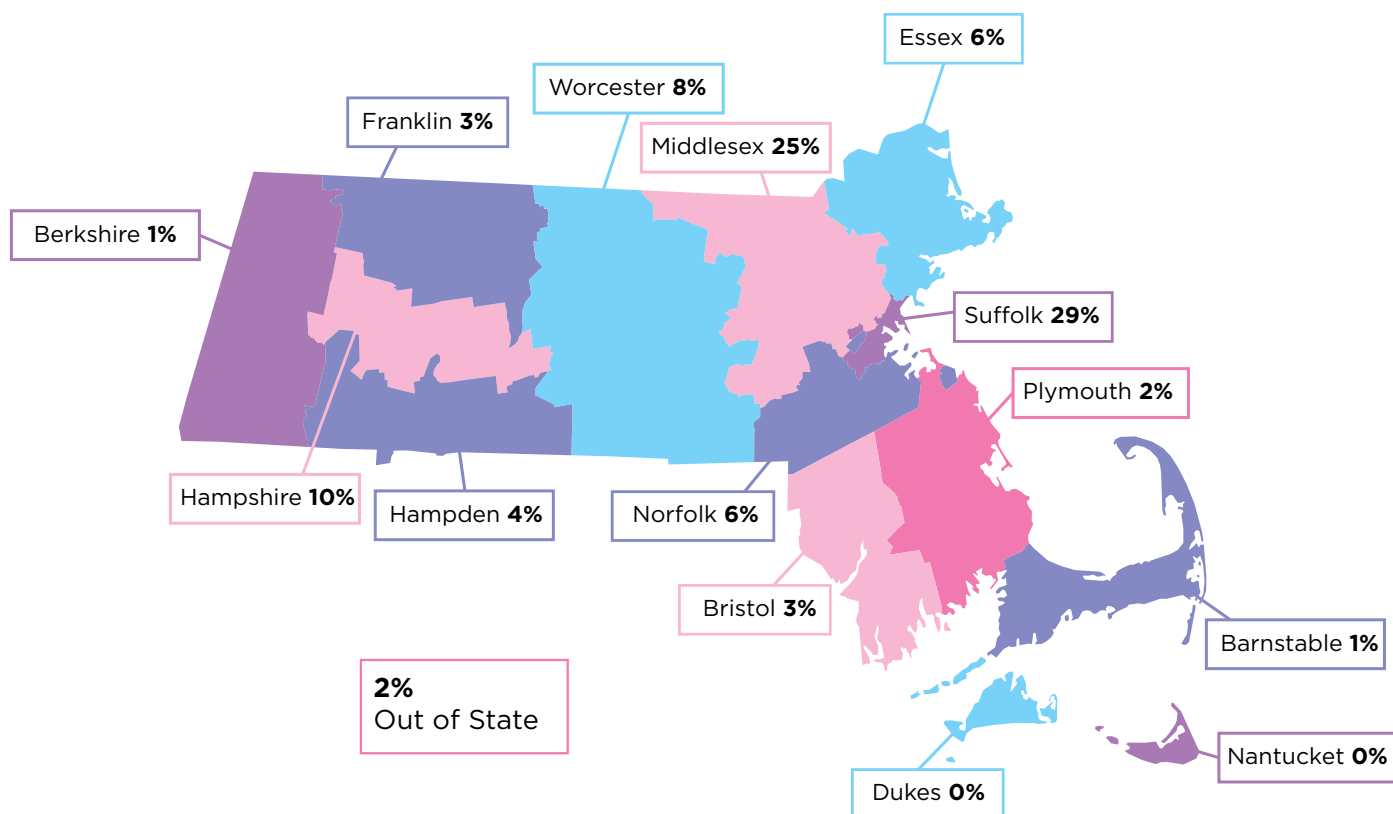 Essex 6%
Worcester 8%
Franklin 3%
Middlesex 25%
Berkshire 1%
Suffolk 29%
Plymouth 2%
Hampshire 10%
Hampden 4%
Norfolk 6%
Bristol 3%
Barnstable 1%
2%
Out of State
Nantucket 0%
Dukes 0%